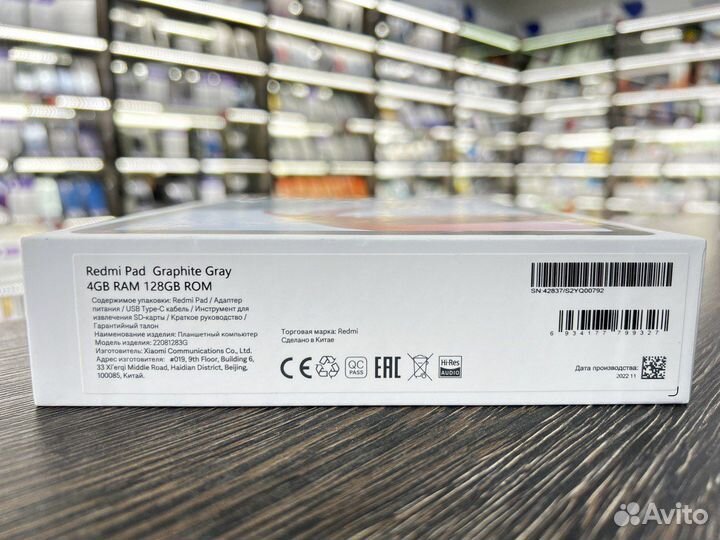 Redmi Pad Graphite Gray
4GB RAM 128GB ROM
Содержимое упаковки: Redmi Pad / Адаптер
питания / USB Type-C кабель / Инструмент для
извлечения SD-карты / Краткое руководство /
Гарантийный талон
Наименование изделия: Планшетный компьютер
Модель изделия: 22081283G
Изготовитель: Xiaomi Communications Co., Ltd.
Адрес изготовителя: #019, 9th Floor, Building 6,
33 Xi'erqi Middle Road, Haidian District, Beijing,
100085, Китай.
Торговая марка: Redmi
Сделано в Китае
CE
QC
PASS
EAC
Hi-Res
AUDIO
SN:42837/S2YQ00792
6 934177 799327
Дата производства:
2022.11
Avito